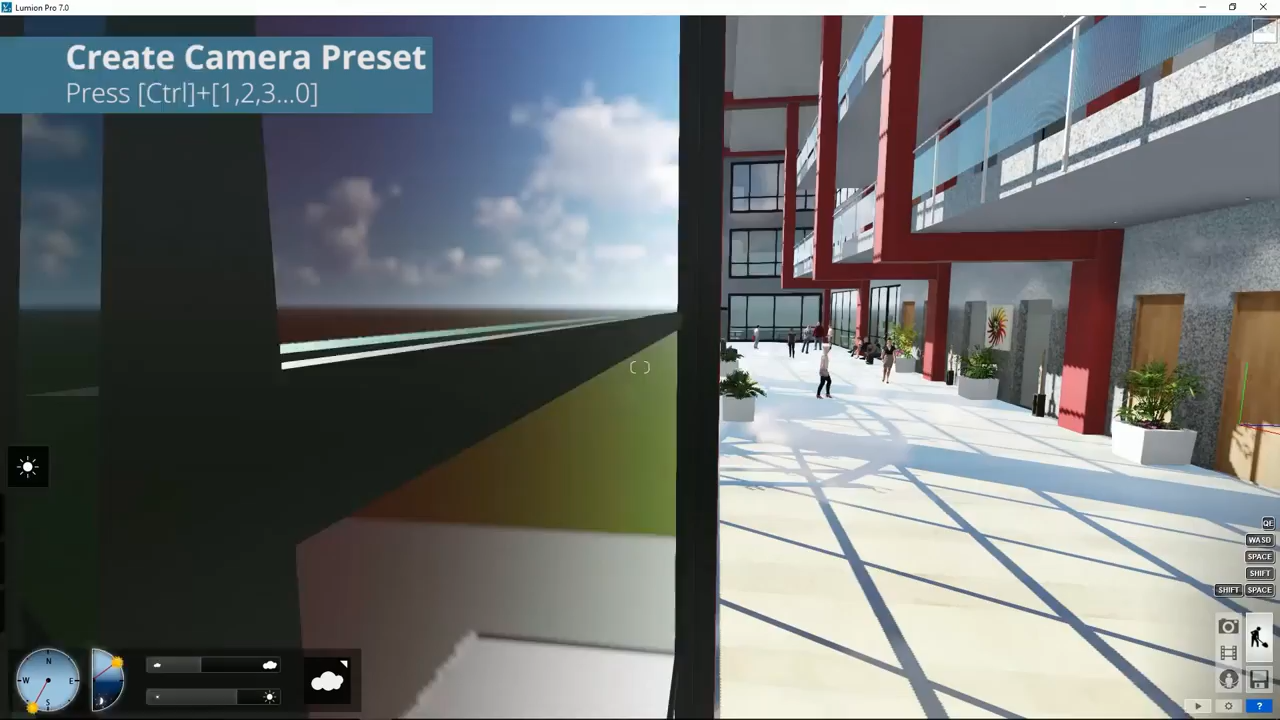 Lumion Pro 7.0
Create Camera Preset
Press [Ctrl]+[1,2,3...0]
QE
WASD
SPACE
SHIFT
SHIFT SPACE
N
W E
S
?